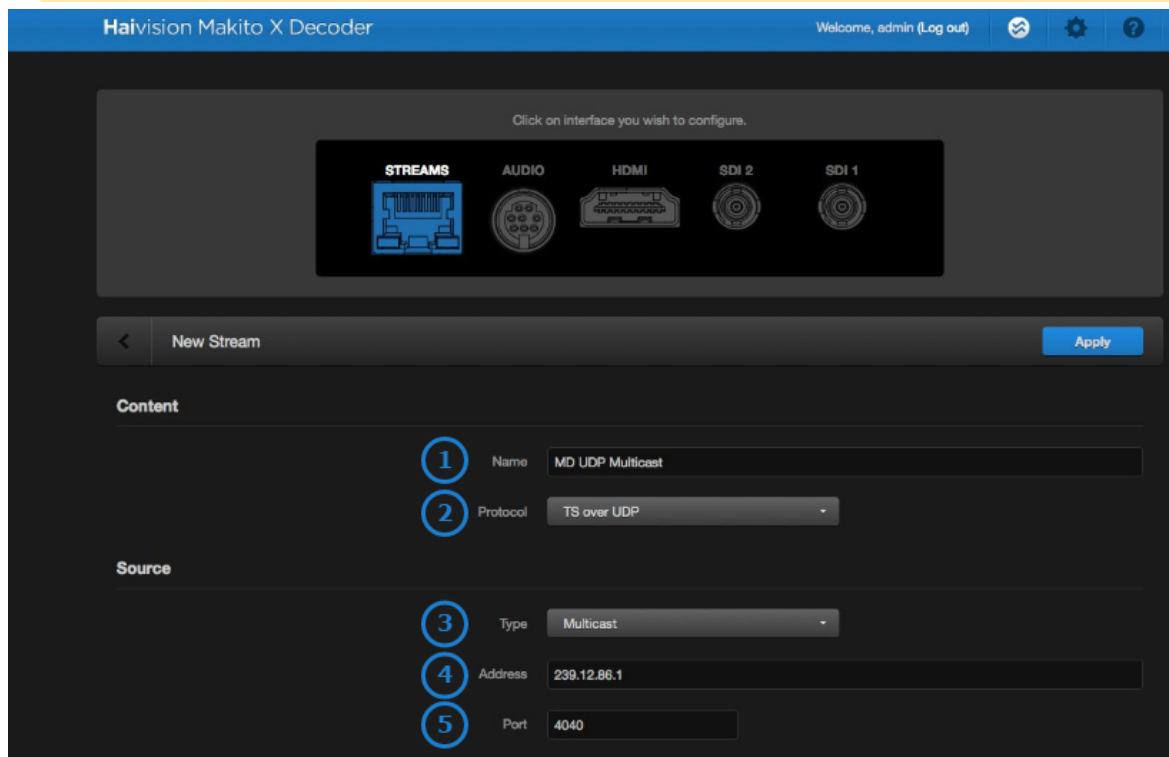 Haivision Makito X Decoder
Welcome, admin (Log out)
?
Click on interface you wish to configure.
STREAMS AUDIO HDMI SDI 2 SDI 1
New Stream
Apply
Content
1 Name MD UDP Multicast
2 Protocol TS over UDP
Source
3 Type Multicast
4 Address 239.12.86.1
5 Port 4040